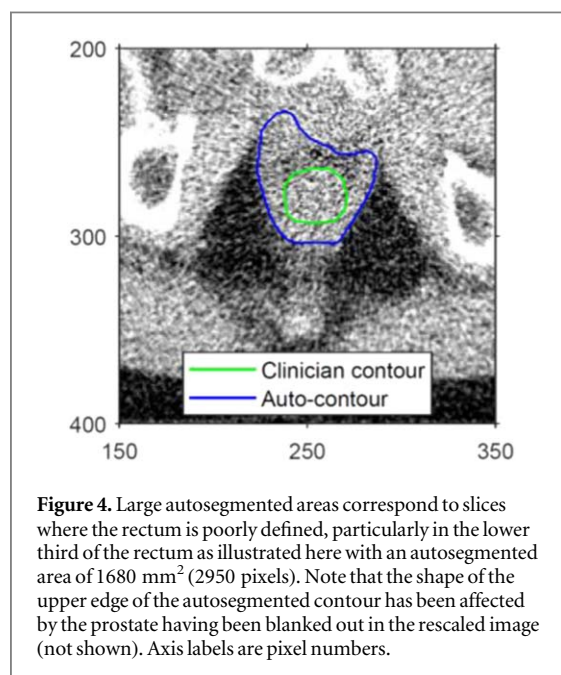 200
300
400
Clinician contour
Auto-contour
150 250 350
Figure 4. Large autosegmented areas correspond to slices
where the rectum is poorly defined, particularly in the lower
third of the rectum as illustrated here with an autosegmented
area of 1680 mm² (2950 pixels). Note that the shape of the
upper edge of the autosegmented contour has been affected
by the prostate having been blanked out in the rescaled image
(not shown). Axis labels are pixel numbers.